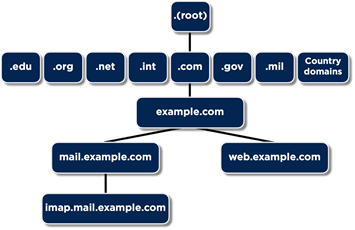 .(root)
.edu
.org
.net
.int
.com
.gov
.mil
Country
domains
example.com
mail.example.com
web.example.com
imap.mail.example.com